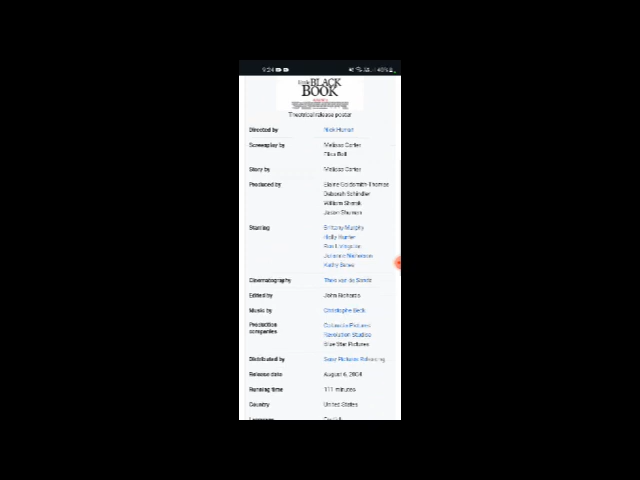 BLACK
BOOK
Theatrical release poster
Directed by Nick Hurran
Screenplay by Melissa Carter
Elisa Bell
Story by Melissa Carter
Produced by Elaine Goldsmith-Thomas
Deborah Schindler
William Sherak
Jason Shuman
Starring Brittany Murphy
Holly Hunter
Ron Livingston
Julianne Nicholson
Kathy Bates
Cinematography Theo van de Sande
Edited by John Richards
Music by Christophe Beck
Production companies Columbia Pictures
Revolution Studios
Blue Star Pictures
Distributed by Sony Pictures Releasing
Release date August 6, 2004
Running time 111 minutes
Country United States